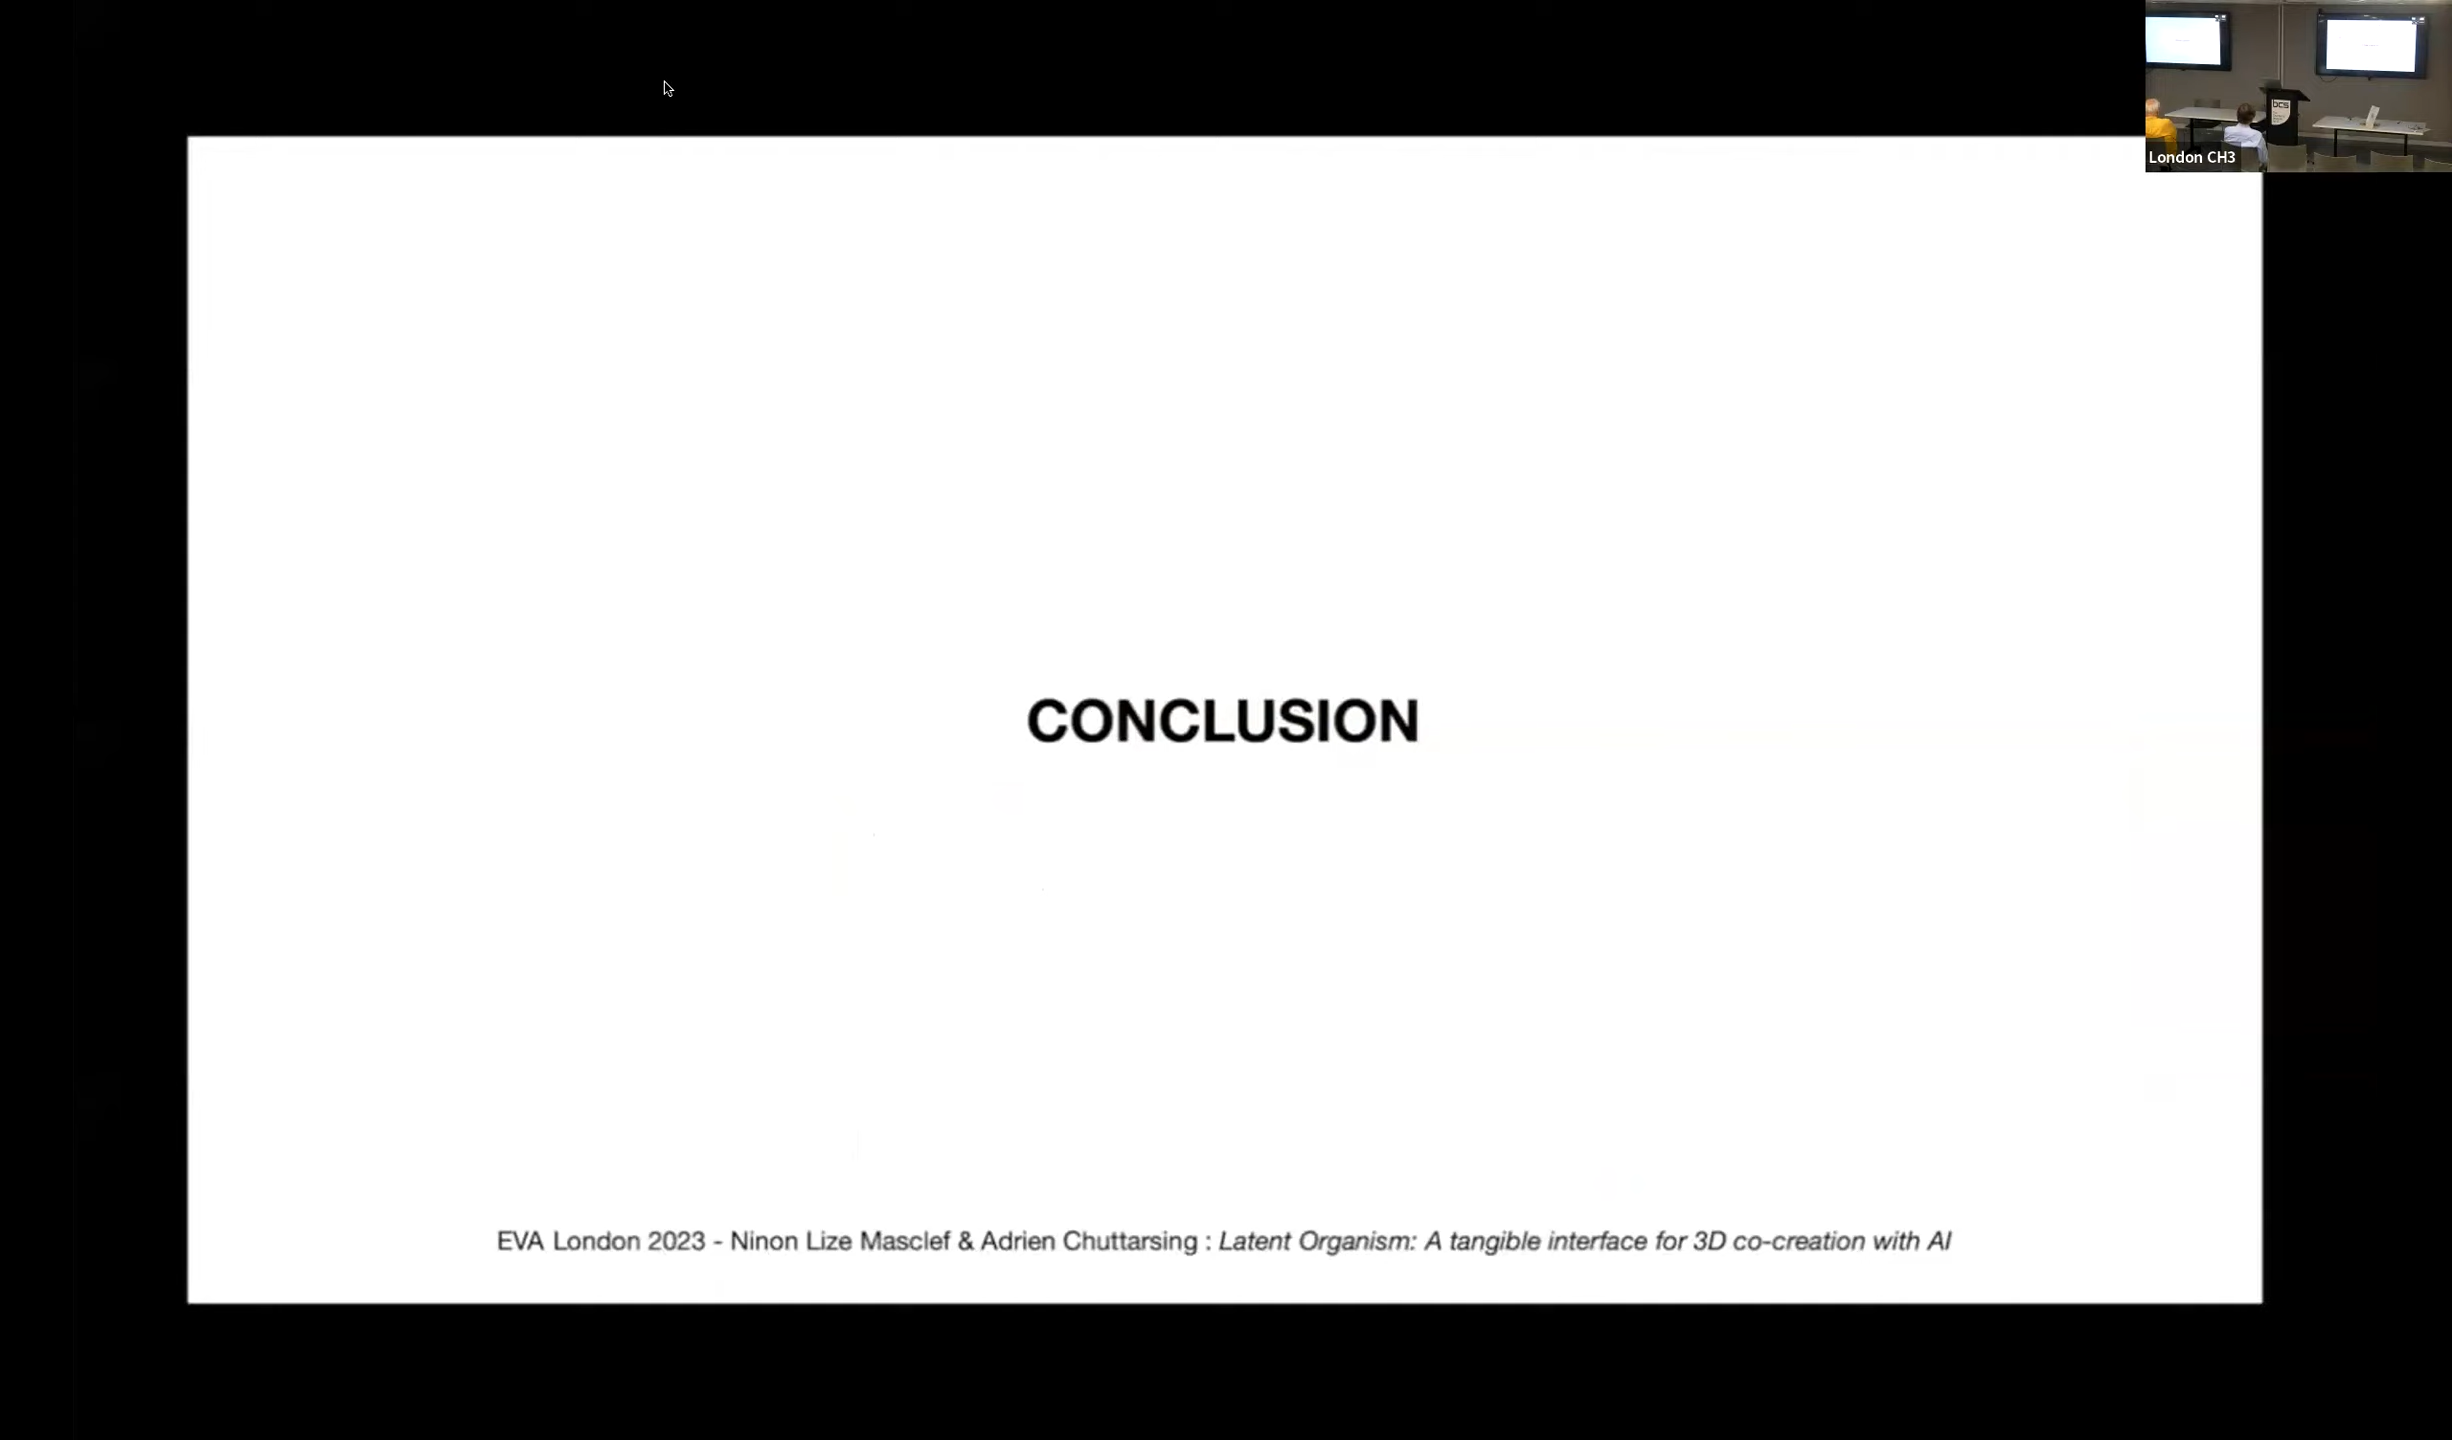 bcs
London CH3
CONCLUSION
EVA London 2023 - Ninon Lize Masclef & Adrien Chuttarsing : Latent Organism: A tangible interface for 3D co-creation with AI